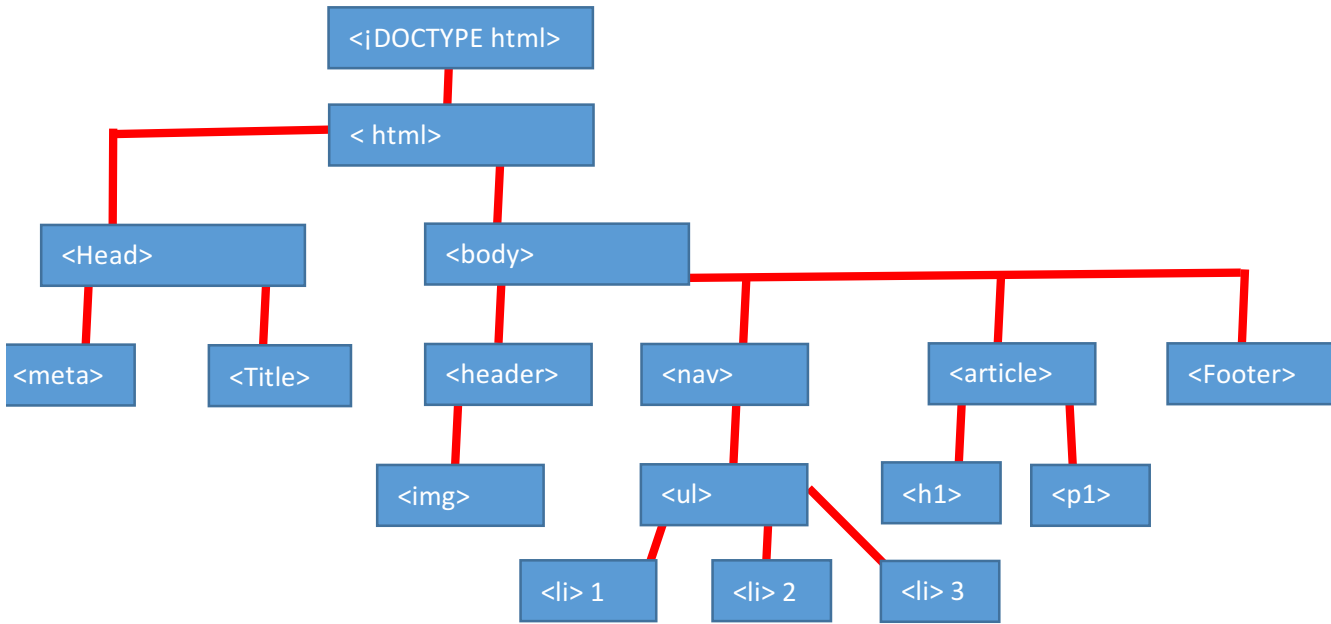 <¡DOCTYPE html>
< html>
<Head>
<body>
<meta>
<Title>
<header>
<nav>
<article>
<Footer>
<img>
<ul>
<h1>
<p1>
<li> 1
<li> 2
<li> 3